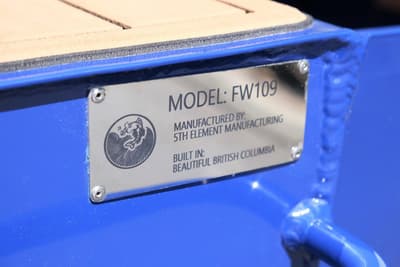 MODEL: FW109
MANUFACTURED BY:
5TH ELEMENT MANUFACTURING
BUILT IN:
BEAUTIFUL BRITISH COLUMBIA